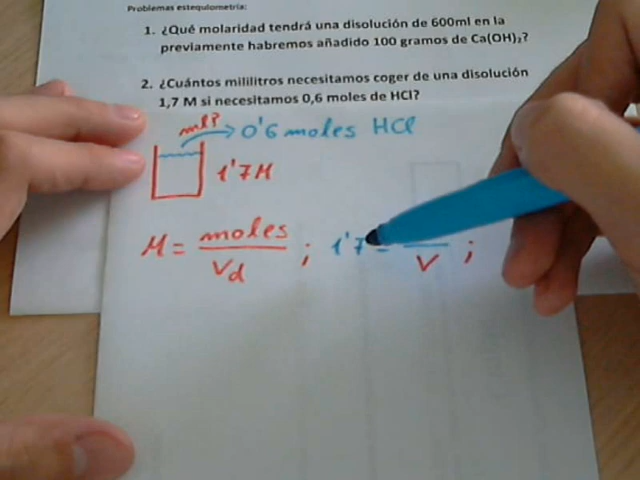 Problemas estequiometría:
1. ¿Qué molaridad tendrá una disolución de 600ml en la
previamente habremos añadido 100 gramos de Ca(OH)₂?
2. ¿Cuántos mililitros necesitamos coger de una disolución
1,7 M si necesitamos 0,6 moles de HCl?
ml? 0'6 moles HCl
1'7M
M = moles / Vd ; 1'7 = / V ;